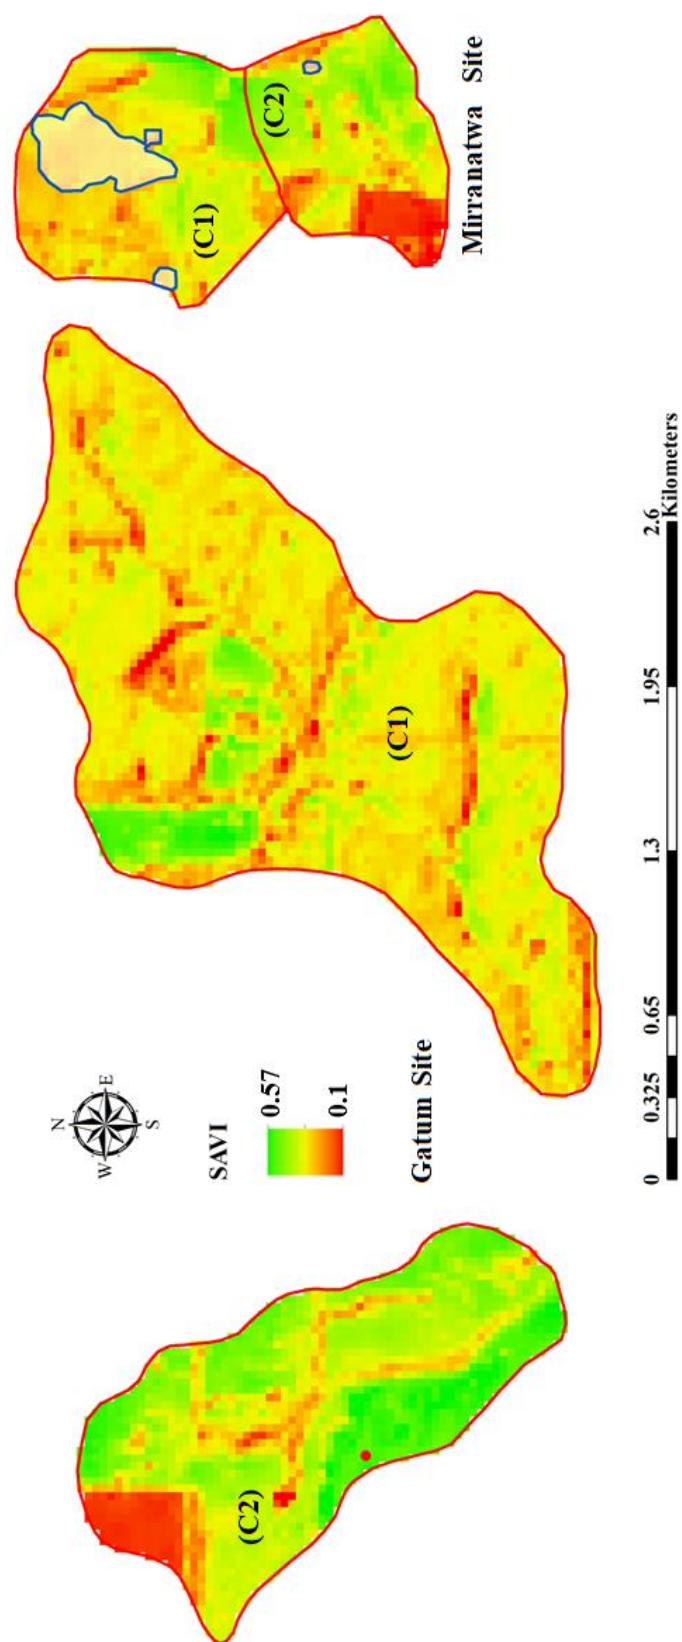 (C2)
N
W E
S
SAVI
0.57
0.1
Gatum Site
(C1)
(C1)
(C2)
Mirranatwa Site
0 0.325 0.65 1.3 1.95 2.6
Kilometers